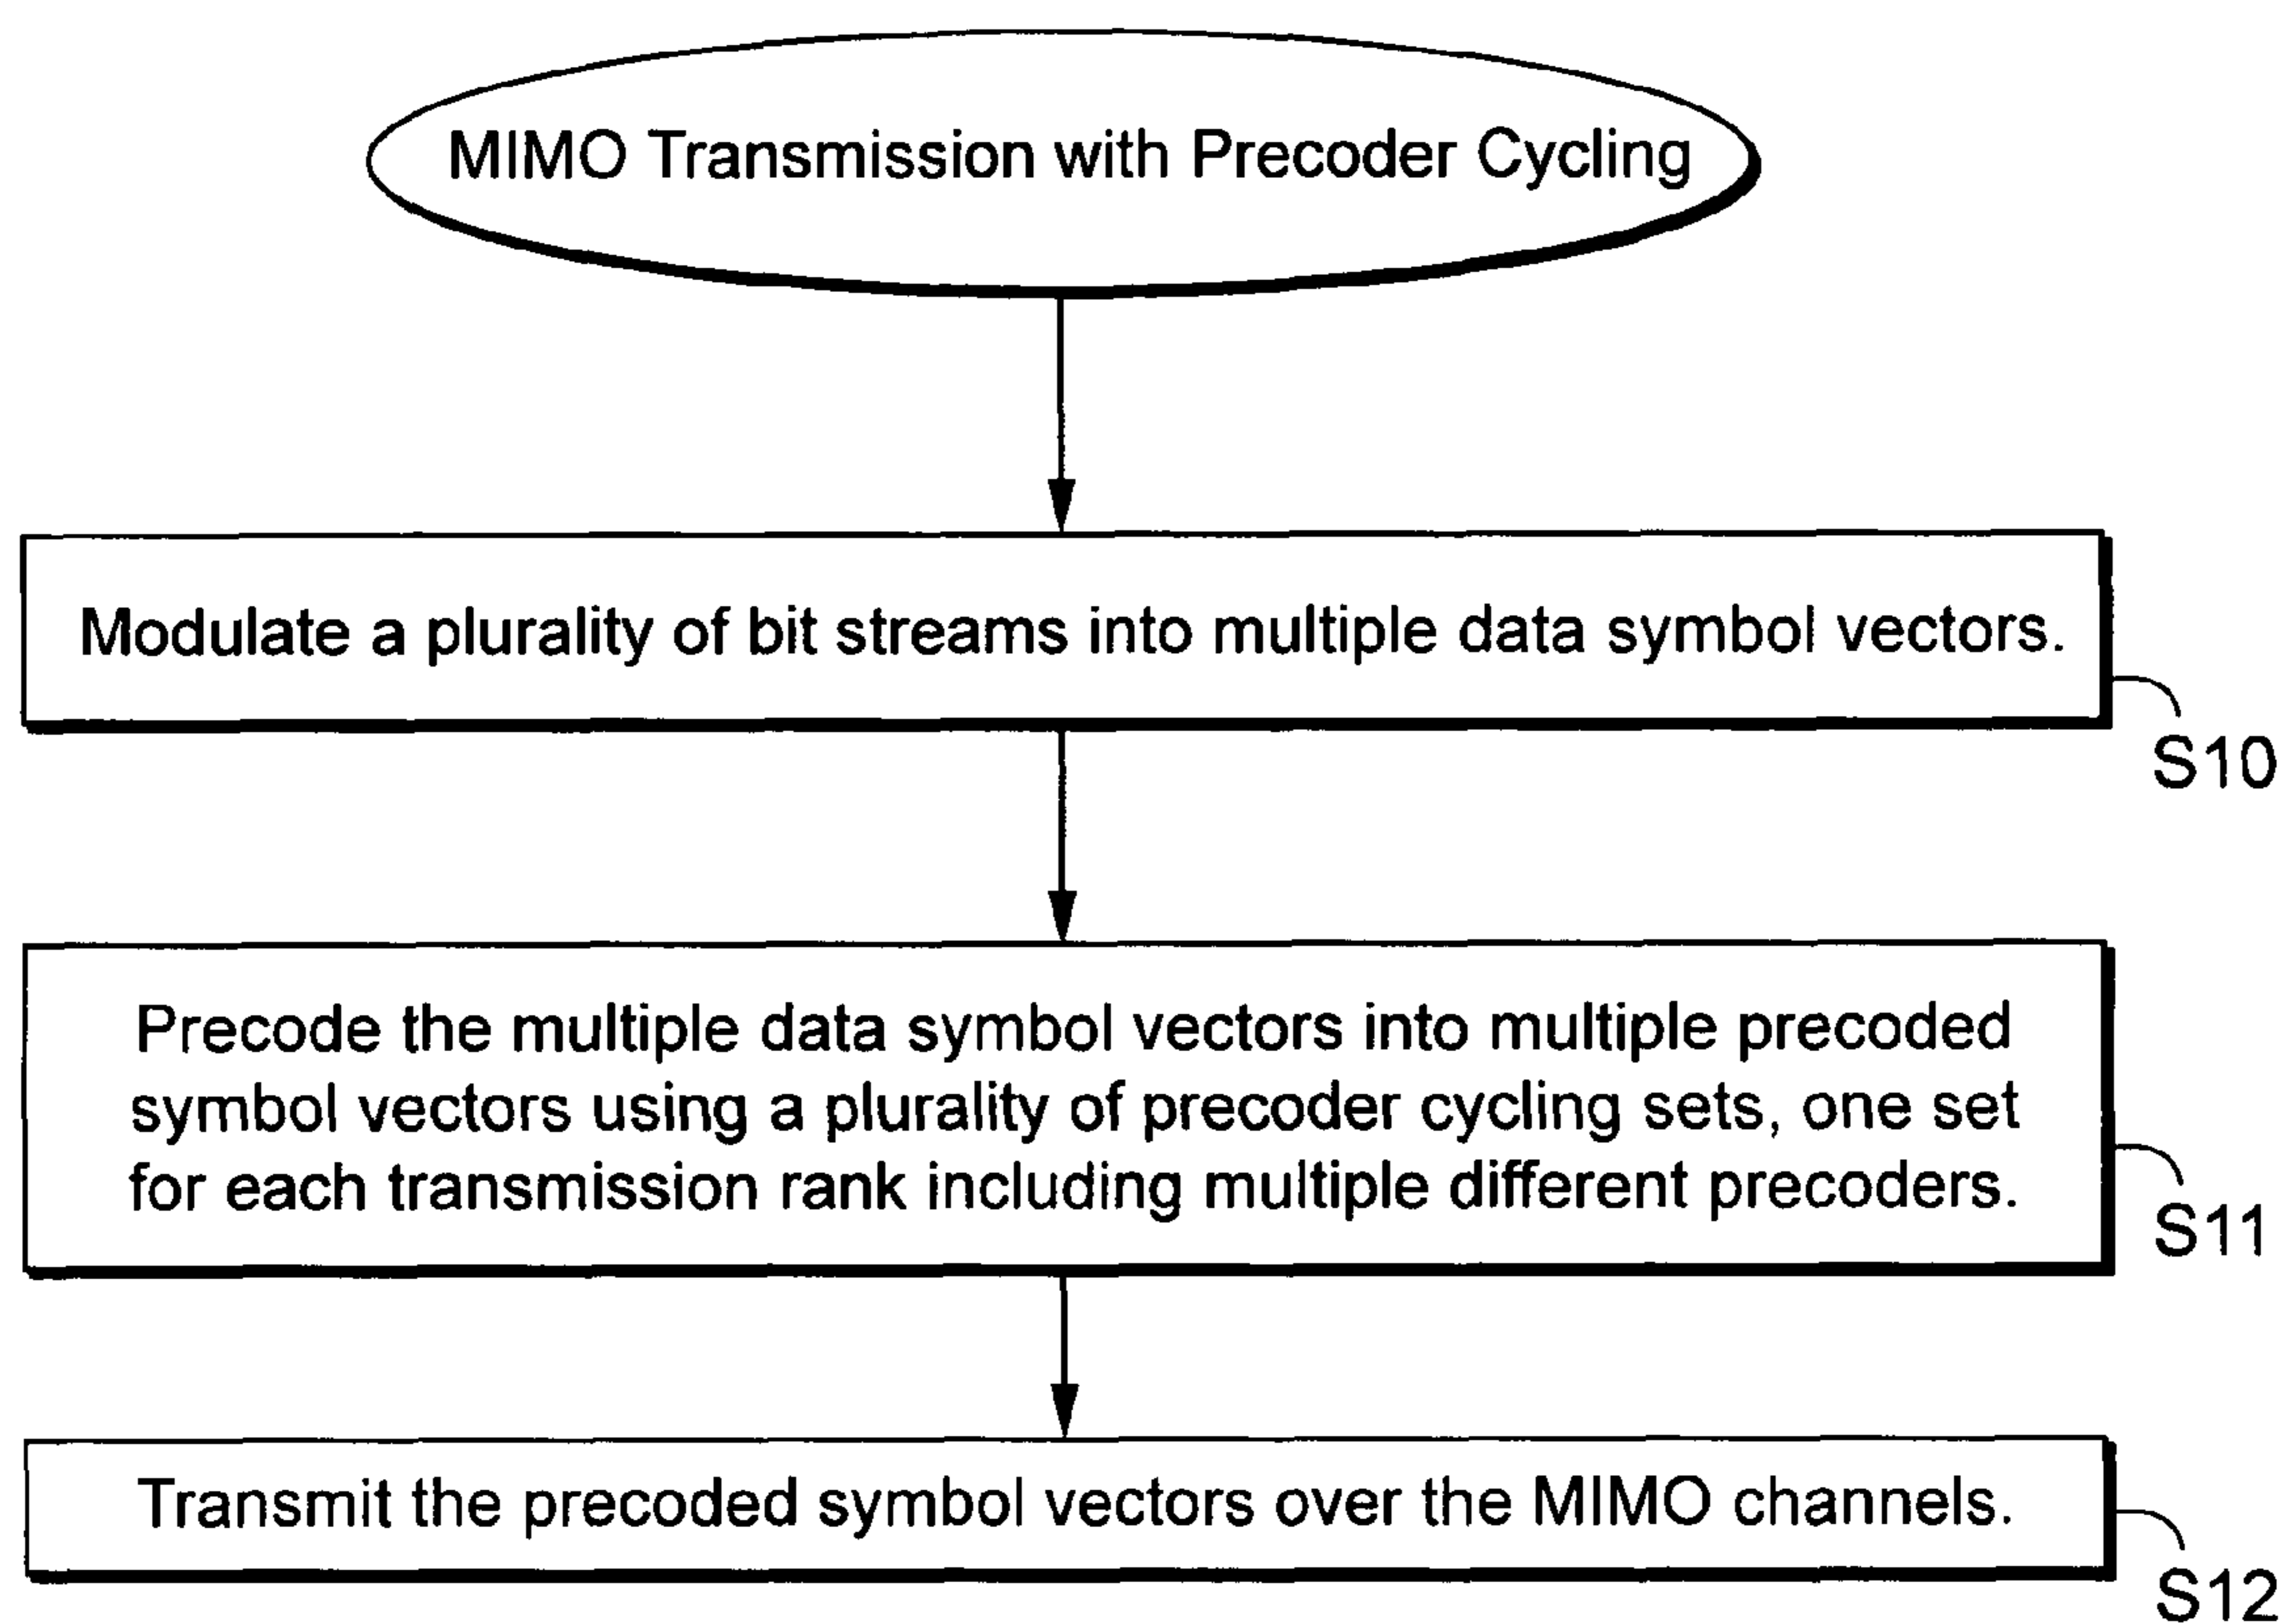 MIMO Transmission with Precoder Cycling
Modulate a plurality of bit streams into multiple data symbol vectors.
S10
Precode the multiple data symbol vectors into multiple precoded
symbol vectors using a plurality of precoder cycling sets, one set
for each transmission rank including multiple different precoders.
S11
Transmit the precoded symbol vectors over the MIMO channels.
S12